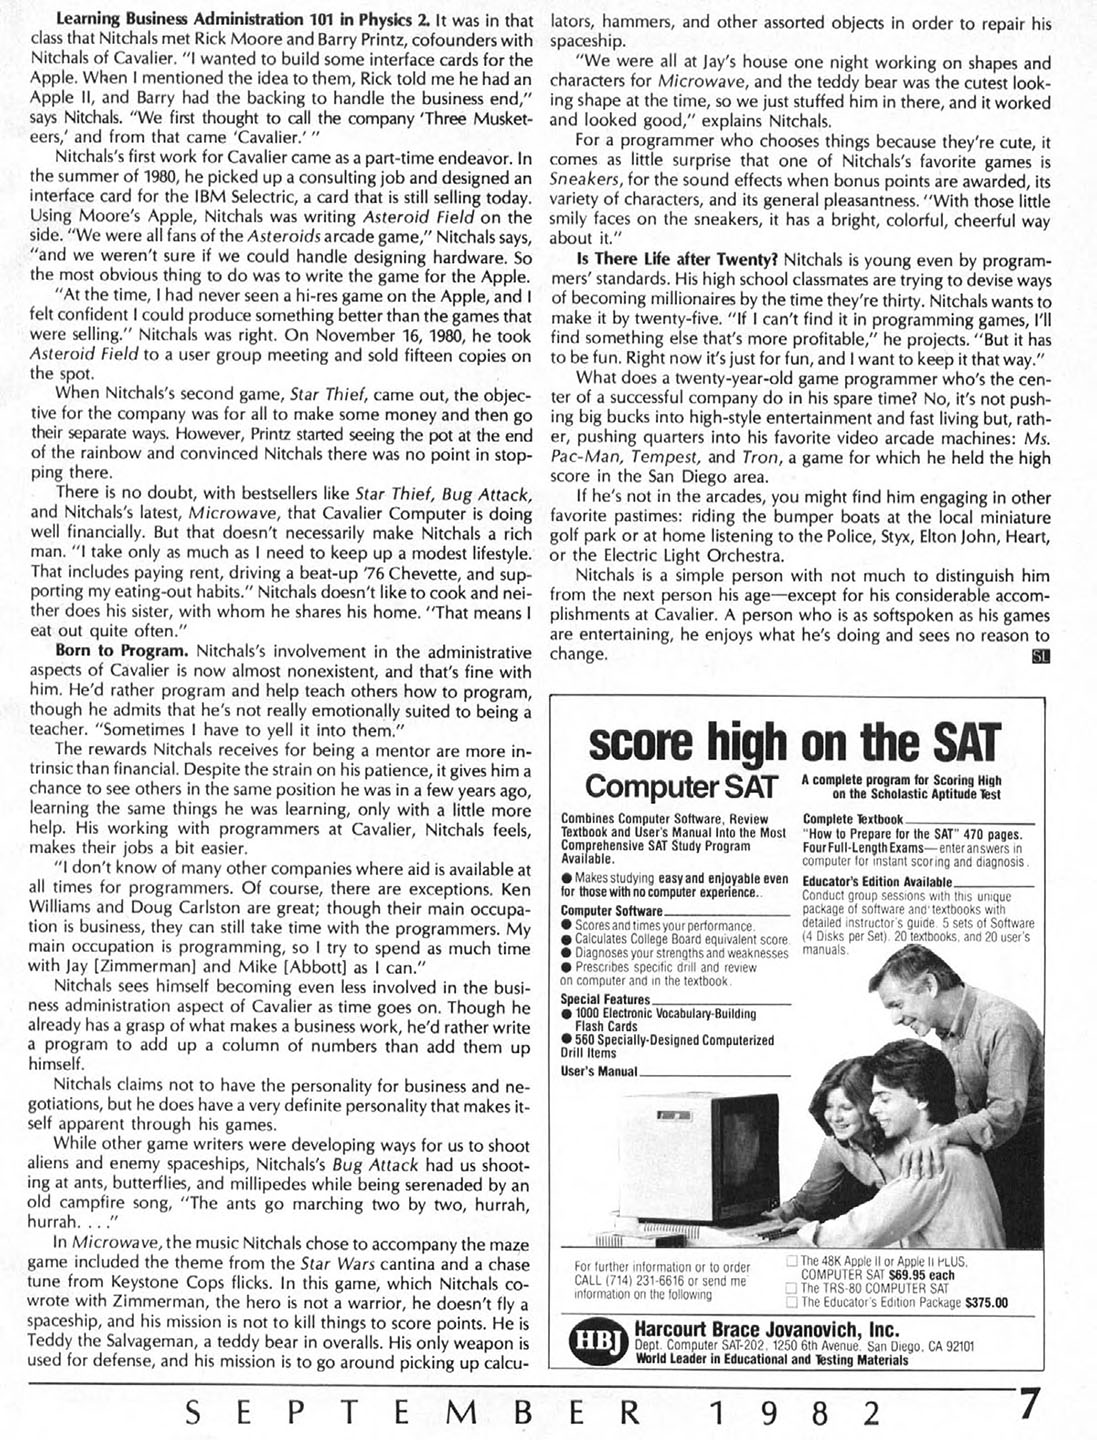 Learning Business Administration 101 in Physics 2. It was in that
class that Nitchals met Rick Moore and Barry Printz, cofounders with
Nitchals of Cavalier. "I wanted to build some interface cards for the
Apple. When I mentioned the idea to them, Rick told me he had an
Apple II, and Barry had the backing to handle the business end,"
says Nitchals. "We first thought to call the company 'Three Musket-
eers,' and from that came 'Cavalier.' "
Nitchals's first work for Cavalier came as a part-time endeavor. In
the summer of 1980, he picked up a consulting job and designed an
interface card for the IBM Selectric, a card that is still selling today.
Using Moore's Apple, Nitchals was writing Asteroid Field on the
side. "We were all fans of the Asteroids arcade game," Nitchals says,
"and we weren't sure if we could handle designing hardware. So
the most obvious thing to do was to write the game for the Apple.
"At the time, I had never seen a hi-res game on the Apple, and I
felt confident I could produce something better than the games that
were selling." Nitchals was right. On November 16, 1980, he took
Asteroid Field to a user group meeting and sold fifteen copies on
the spot.
When Nitchals's second game, Star Thief, came out, the objec-
tive for the company was for all to make some money and then go
their separate ways. However, Printz started seeing the pot at the end
of the rainbow and convinced Nitchals there was no point in stop-
ping there.
There is no doubt, with bestsellers like Star Thief, Bug Attack,
and Nitchals's latest, Microwave, that Cavalier Computer is doing
well financially. But that doesn't necessarily make Nitchals a rich
man. "I take only as much as I need to keep up a modest lifestyle.
That includes paying rent, driving a beat-up '76 Chevette, and sup-
porting my eating-out habits." Nitchals doesn't like to cook and nei-
ther does his sister, with whom he shares his home. "That means I
eat out quite often."
Born to Program. Nitchals's involvement in the administrative
aspects of Cavalier is now almost nonexistent, and that's fine with
him. He'd rather program and help teach others how to program,
though he admits that he's not really emotionally suited to being a
teacher. "Sometimes I have to yell it into them."
The rewards Nitchals receives for being a mentor are more in-
trinsic than financial. Despite the strain on his patience, it gives him a
chance to see others in the same position he was in a few years ago,
learning the same things he was learning, only with a little more
help. His working with programmers at Cavalier, Nitchals feels,
makes their jobs a bit easier.
"I don't know of many other companies where aid is available at
all times for programmers. Of course, there are exceptions. Ken
Williams and Doug Carlston are great; though their main occupa-
tion is business, they can still take time with the programmers. My
main occupation is programming, so I try to spend as much time
with Jay [Zimmerman] and Mike [Abbott] as I can."
Nitchals sees himself becoming even less involved in the busi-
ness administration aspect of Cavalier as time goes on. Though he
already has a grasp of what makes a business work, he'd rather write
a program to add up a column of numbers than add them up
himself.
Nitchals claims not to have the personality for business and ne-
gotiations, but he does have a very definite personality that makes it-
self apparent through his games.
While other game writers were developing ways for us to shoot
aliens and enemy spaceships, Nitchals's Bug Attack had us shoot-
ing at ants, butterflies, and millipedes while being serenaded by an
old campfire song, "The ants go marching two by two, hurrah,
hurrah. . . ."
In Microwave, the music Nitchals chose to accompany the maze
game included the theme from the Star Wars cantina and a chase
tune from Keystone Cops flicks. In this game, which Nitchals co-
wrote with Zimmerman, the hero is not a warrior, he doesn't fly a
spaceship, and his mission is not to kill things to score points. He is
Teddy the Salvageman, a teddy bear in overalls. His only weapon is
used for defense, and his mission is to go around picking up calcu-
lators, hammers, and other assorted objects in order to repair his
spaceship.
"We were all at Jay's house one night working on shapes and
characters for Microwave, and the teddy bear was the cutest look-
ing shape at the time, so we just stuffed him in there, and it worked
and looked good," explains Nitchals.
For a programmer who chooses things because they're cute, it
comes as little surprise that one of Nitchals's favorite games is
Sneakers, for the sound effects when bonus points are awarded, its
variety of characters, and its general pleasantness. "With those little
smily faces on the sneakers, it has a bright, colorful, cheerful way
about it."
Is There Life after Twenty? Nitchals is young even by program-
mers' standards. His high school classmates are trying to devise ways
of becoming millionaires by the time they're thirty. Nitchals wants to
make it by twenty-five. "If I can't find it in programming games, I'll
find something else that's more profitable," he projects. "But it has
to be fun. Right now it's just for fun, and I want to keep it that way."
What does a twenty-year-old game programmer who's the cen-
ter of a successful company do in his spare time? No, it's not push-
ing big bucks into high-style entertainment and fast living but, rath-
er, pushing quarters into his favorite video arcade machines: Ms.
Pac-Man, Tempest, and Tron, a game for which he held the high
score in the San Diego area.
If he's not in the arcades, you might find him engaging in other
favorite pastimes: riding the bumper boats at the local miniature
golf park or at home listening to the Police, Styx, Elton John, Heart,
or the Electric Light Orchestra.
Nitchals is a simple person with not much to distinguish him
from the next person his age—except for his considerable accom-
plishments at Cavalier. A person who is as softspoken as his games
are entertaining, he enjoys what he's doing and sees no reason to
change. SL
score high on the SAT
Computer SAT
A complete program for Scoring High
on the Scholastic Aptitude Test
Combines Computer Software, Review
Textbook and User's Manual Into the Most
Comprehensive SAT Study Program
Available.
● Makes studying easy and enjoyable even
for those with no computer experience..
Computer Software
● Scores and times your performance.
● Calculates College Board equivalent score.
● Diagnoses your strengths and weaknesses
● Prescribes specific drill and review
on computer and in the textbook.
Special Features
● 1000 Electronic Vocabulary-Building
Flash Cards
● 560 Specially-Designed Computerized
Drill Items
User's Manual
Complete Textbook
"How to Prepare for the SAT" 470 pages.
Four Full-Length Exams—enter answers in
computer for instant scoring and diagnosis.
Educator's Edition Available
Conduct group sessions with this unique
package of software and textbooks with
detailed instructor's guide. 5 sets of Software
(4 Disks per Set). 20 textbooks, and 20 user's
manuals.
For further information or to order
CALL (714) 231-6616 or send me
information on the following
□ The 48K Apple II or Apple II PLUS.
COMPUTER SAT $69.95 each
□ The TRS-80 COMPUTER SAT
□ The Educator's Edition Package $375.00
HBJ
Harcourt Brace Jovanovich, Inc.
Dept. Computer SAT-202, 1250 6th Avenue, San Diego, CA 92101
World Leader in Educational and Testing Materials
SEPTEMBER 1982
7